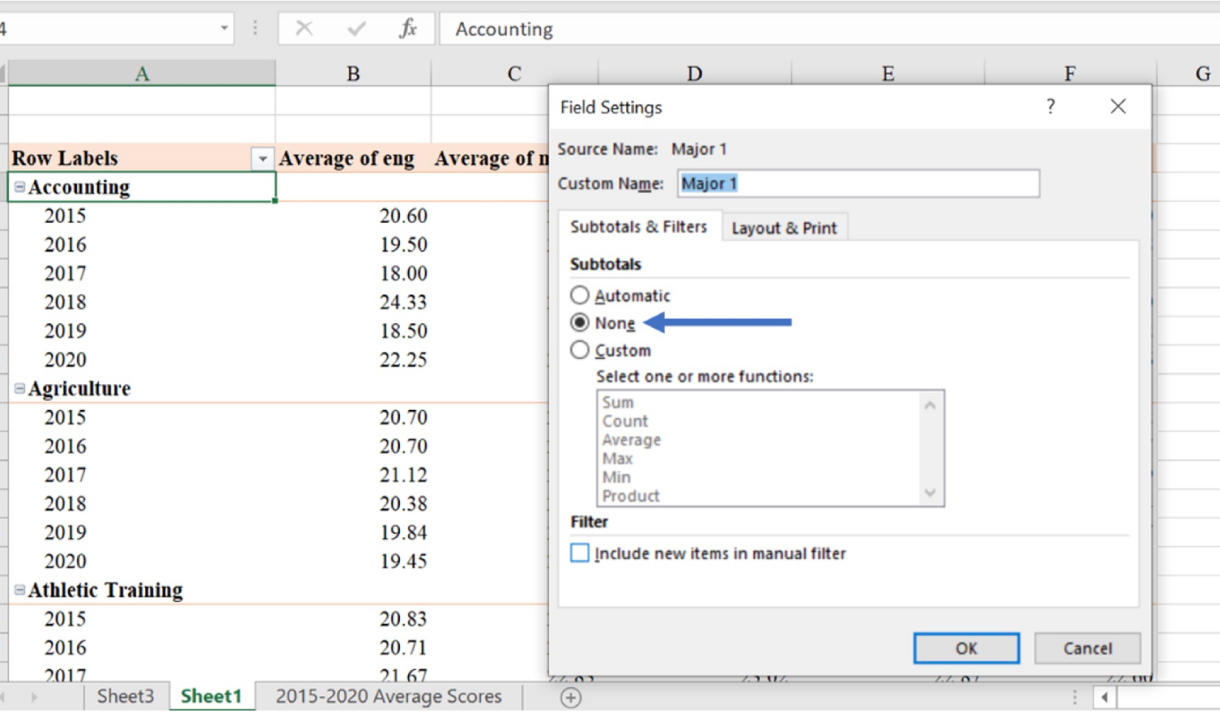 4 fx Accounting
A B C D E F G
Field Settings ? 
Source Name: Major 1
Row Labels Average of eng Average of m
Custom Name: Major 1
Accounting
2015 20.60
Subtotals & Filters Layout & Print
2016 19.50
Subtotals
2017 18.00
Automatic
2018 24.33
None
2019 18.50
Custom
2020 22.25
Select one or more functions:
Agriculture
Sum
2015 20.70
Count
Average
2016 20.70
Max
2017 21.12
Min
Product
2018 20.38
Filter
2019 19.84
Include new items in manual filter
2020 19.45
Athletic Training
2015 20.83
2016 20.71
OK Cancel
2017 21.67
Sheet3 Sheet1 2015-2020 Average Scores